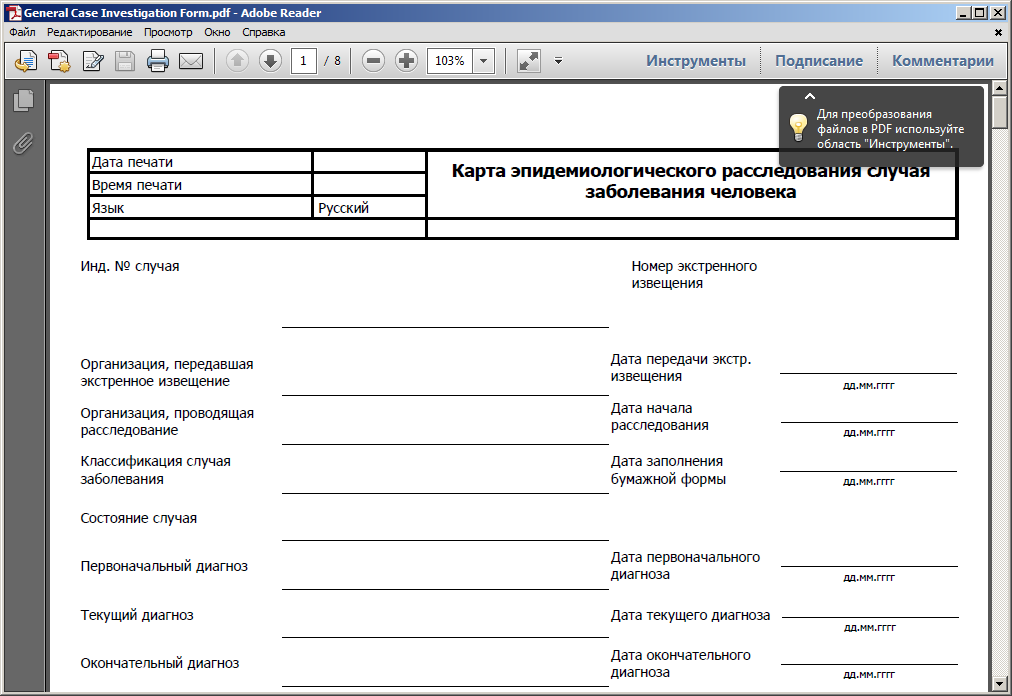 General Case Investigation Form.pdf - Adobe Reader
Файл Редактирование Просмотр Окно Справка
1 / 8 103% Инструменты Подписание Комментарии
Для преобразования
файлов в PDF используйте
область "Инструменты".
Дата печати
Время печати
Язык Русский
Карта эпидемиологического расследования случая
заболевания человека
Инд. № случая
Номер экстренного
извещения
Организация, передавшая
экстренное извещение
Дата передачи экстр.
извещения
дд.мм.гггг
Организация, проводящая
расследование
Дата начала
расследования
дд.мм.гггг
Классификация случая
заболевания
Дата заполнения
бумажной формы
дд.мм.гггг
Состояние случая
Первоначальный диагноз
Дата первоначального
диагноза
дд.мм.гггг
Текущий диагноз
Дата текущего диагноза
дд.мм.гггг
Окончательный диагноз
Дата окончательного
диагноза
дд.мм.гггг